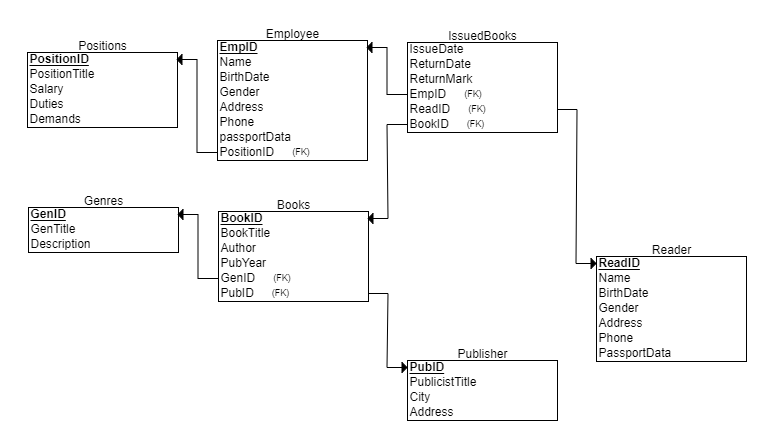 Positions
PositionID
PositionTitle
Salary
Duties
Demands
Employee
EmpID
Name
BirthDate
Gender
Address
Phone
passportData
PositionID (FK)
IssuedBooks
IssueDate
ReturnDate
ReturnMark
EmpID (FK)
ReadID (FK)
BookID (FK)
Genres
GenID
GenTitle
Description
Books
BookID
BookTitle
Author
PubYear
GenID (FK)
PubID (FK)
Reader
ReadID
Name
BirthDate
Gender
Address
Phone
PassportData
Publisher
PubID
PublicistTitle
City
Address